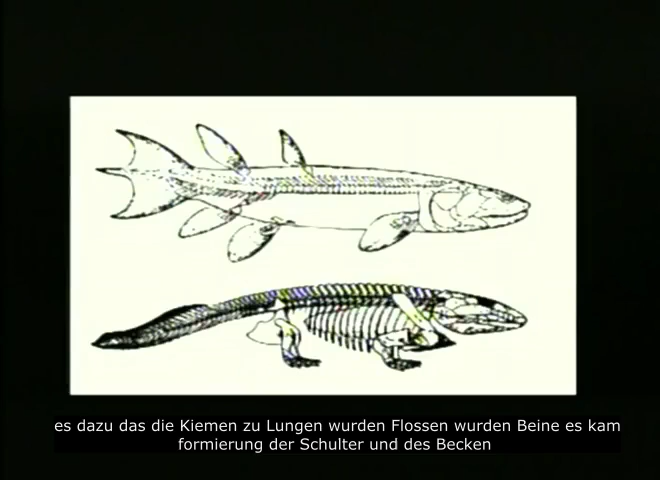 es dazu das die Kiemen zu Lungen wurden Flossen wurden Beine es kam
formierung der Schulter und des Becken